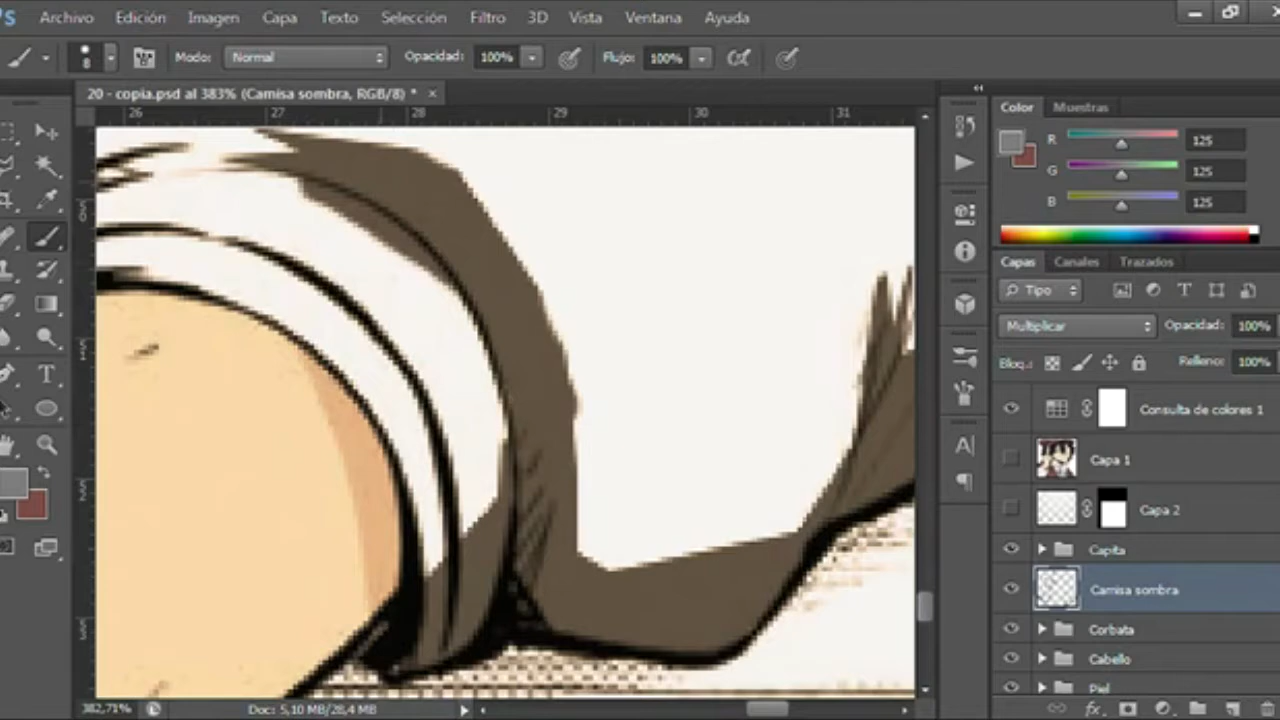 Ps Archivo Edición Imagen Capa Texto Selección Filtro 3D Vista Ventana Ayuda
8 Modo: Normal Opacidad: 100% Flujo: 100%
20 - copia.psd al 383% (Camisa sombra, RGB/8) * ×
26 27 28 29 30 31
Color Muestras
R 125
G 125
B 125
Capas Canales Trazados
Tipo
Multiplicar Opacidad: 100%
Bloq.: Relleno: 100%
Consulta de colores 1
Capa 1
Capa 2
Capita
Camisa sombra
Corbata
Cabello
Piel
382,71% Doc: 5,10 MB/28,4 MB